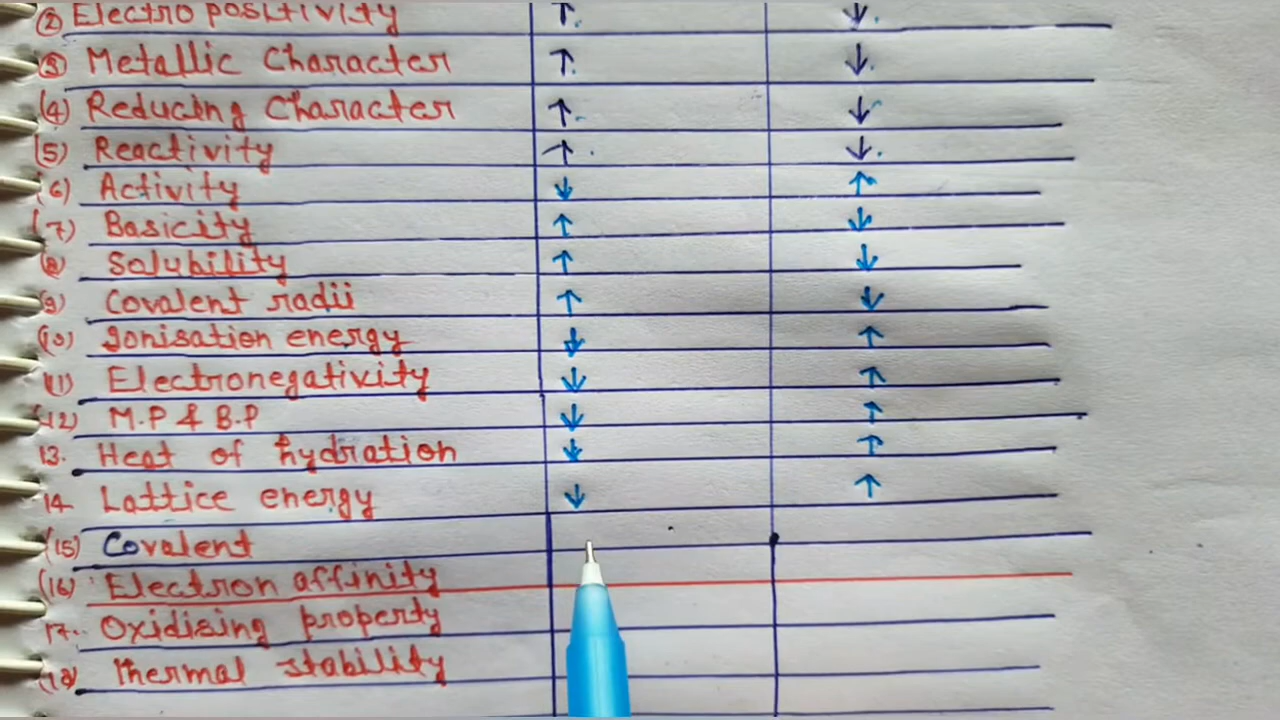 (2) Electro positivity ↑. ↓.
(3) Metallic Character ↑. ↓.
(4) Reducing Character ↑. ↓
(5) Reactivity ↑. ↓.
(6) Activity ↓ ↑
(7) Basicity ↑ ↓
(8) Solubility ↑ ↓
(9) Covalent radii ↑ ↓
(10) Ionisation energy ↓ ↑
(11) Electronegativity ↓ ↑
(12) M.P & B.P ↓ ↑
13. Heat of hydration ↓ ↑
14. Lattice energy ↓ ↑
(15) Covalent
(16) Electron affinity
17. Oxidising property
(18) Thermal stability